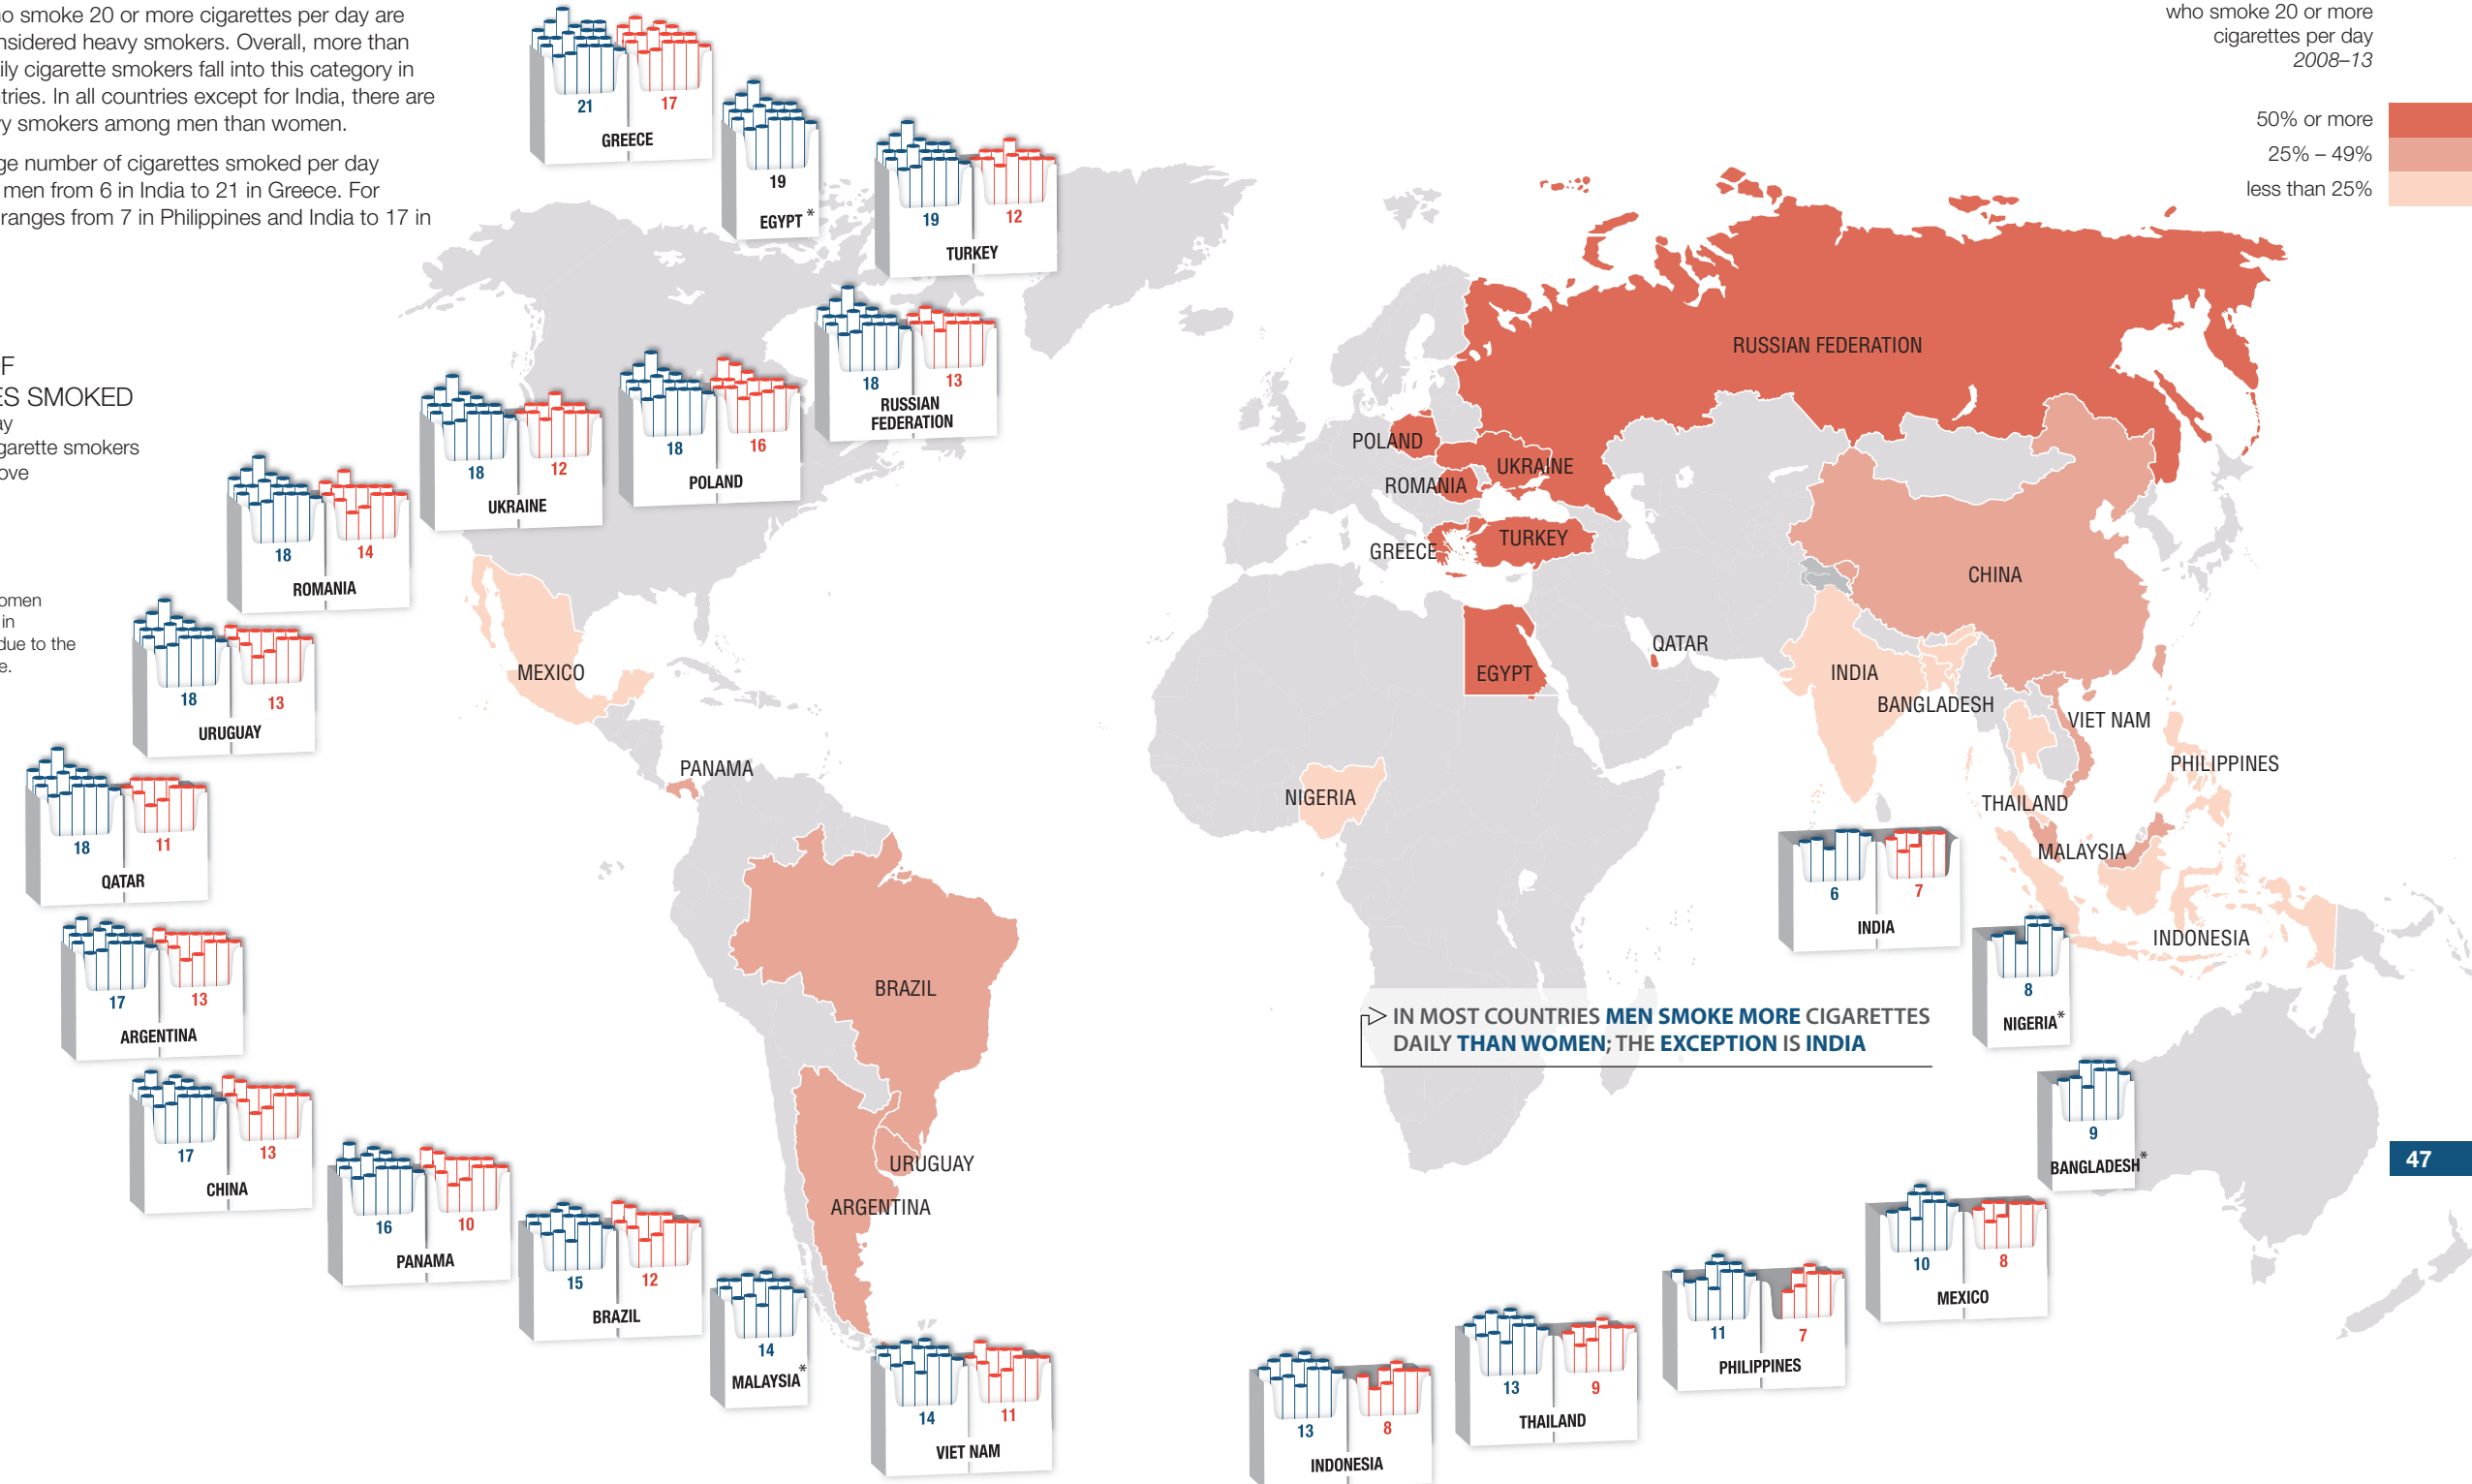 who smoke 20 or more cigarettes per day are
considered heavy smokers. Overall, more than
cigarette smokers fall into this category in
In all countries except for India, there are
smokers among men than women.
number of cigarettes smoked per day
men from 6 in India to 21 in Greece. For
ranges from 7 in Philippines and India to 17 in
SMOKED
cigarette smokers
in
due to the
who smoke 20 or more
cigarettes per day
2008–13
50% or more
25% – 49%
less than 25%
21 17
GREECE
19
EGYPT*
19 12
TURKEY
18 13
RUSSIAN
FEDERATION
18 16
POLAND
18 12
UKRAINE
18 14
ROMANIA
18 13
URUGUAY
18 11
QATAR
17 13
ARGENTINA
17 13
CHINA
16 10
PANAMA
15 12
BRAZIL
14
MALAYSIA*
14 11
VIET NAM
13 8
INDONESIA
13 9
THAILAND
11 7
PHILIPPINES
10 8
MEXICO
9
BANGLADESH*
8
NIGERIA*
6 7
INDIA
RUSSIAN FEDERATION
POLAND
UKRAINE
ROMANIA
TURKEY
GREECE
CHINA
QATAR
EGYPT
INDIA
BANGLADESH
VIET NAM
PHILIPPINES
THAILAND
MALAYSIA
INDONESIA
NIGERIA
MEXICO
PANAMA
BRAZIL
URUGUAY
ARGENTINA
IN MOST COUNTRIES MEN SMOKE MORE CIGARETTES
DAILY THAN WOMEN; THE EXCEPTION IS INDIA
47